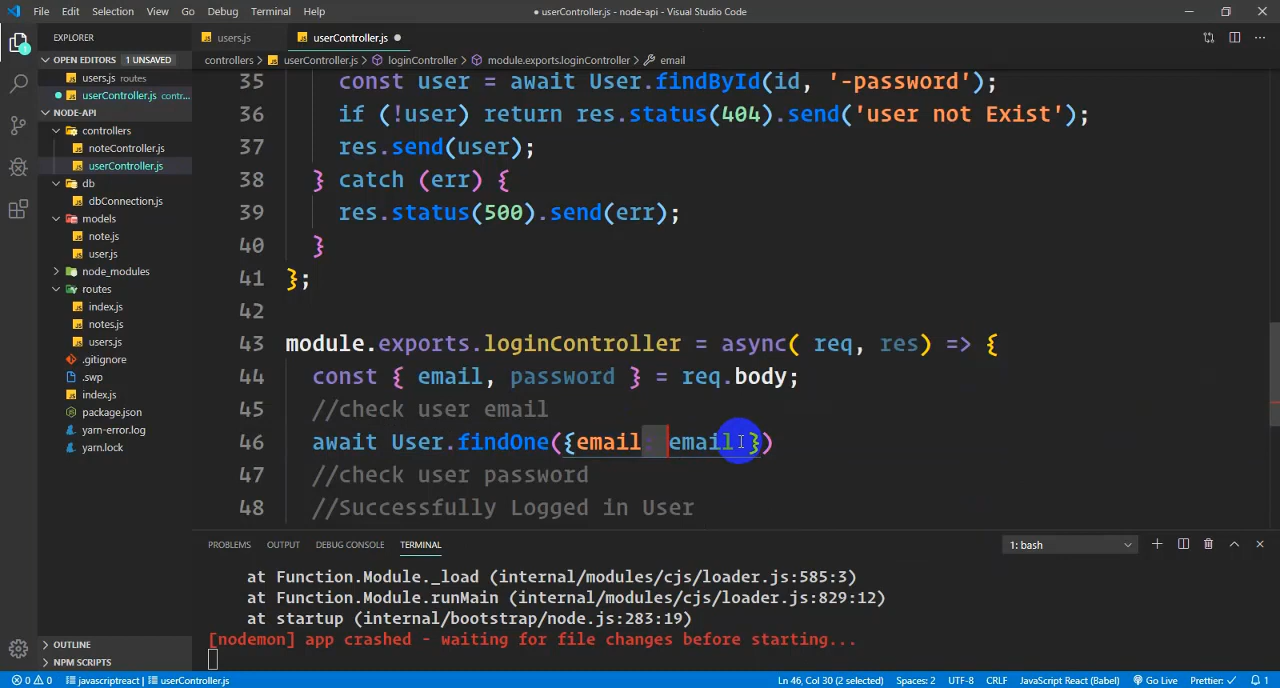 File Edit Selection View Go Debug Terminal Help
● userController.js - node-api - Visual Studio Code
EXPLORER
OPEN EDITORS 1 UNSAVED
users.js routes
userController.js contr...
NODE-API
controllers
noteController.js
userController.js
db
dbConnection.js
models
note.js
user.js
node_modules
routes
index.js
notes.js
users.js
.gitignore
.swp
index.js
package.json
yarn-error.log
yarn.lock
OUTLINE
NPM SCRIPTS
users.js userController.js
controllers > userController.js > loginController > module.exports.loginController > email
35 const user = await User.findById(id, '-password');
36 if (!user) return res.status(404).send('user not Exist');
37 res.send(user);
38 } catch (err) {
39 res.status(500).send(err);
40 }
41 };
42
43 module.exports.loginController = async( req, res) => {
44 const { email, password } = req.body;
45 //check user email
46 await User.findOne({email: email })
47 //check user password
48 //Successfully Logged in User
PROBLEMS OUTPUT DEBUG CONSOLE TERMINAL
1: bash
at Function.Module._load (internal/modules/cjs/loader.js:585:3)
at Function.Module.runMain (internal/modules/cjs/loader.js:829:12)
at startup (internal/bootstrap/node.js:283:19)
[nodemon] app crashed - waiting for file changes before starting...
0 0 javascriptreact userController.js Ln 46, Col 30 (2 selected) Spaces: 2 UTF-8 CRLF JavaScript React (Babel) Go Live Prettier: ✓ 1